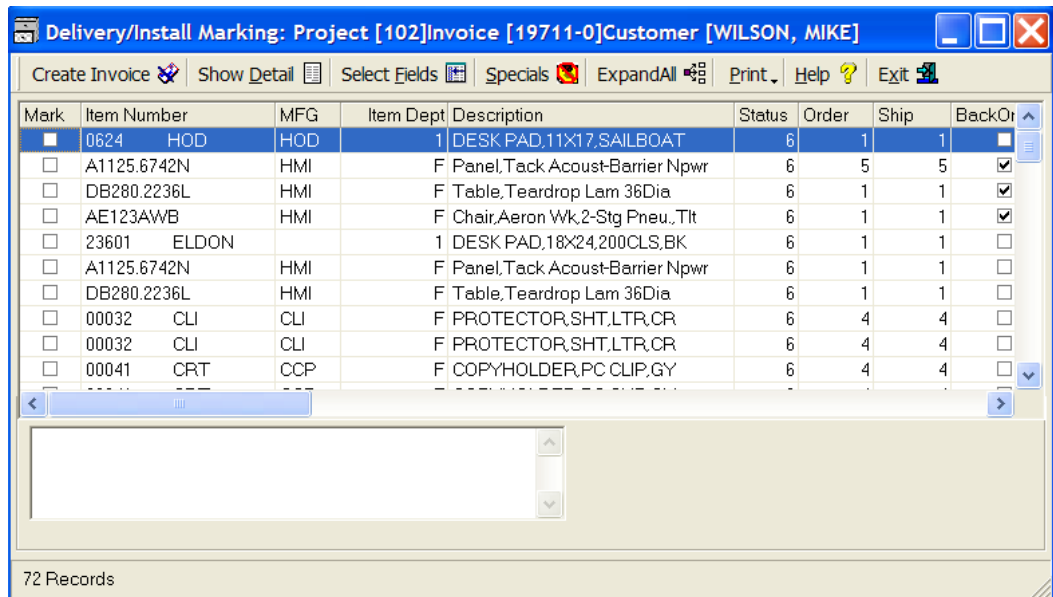 Delivery/Install Marking: Project [102]Invoice [19711-0]Customer [WILSON, MIKE]
Create Invoice Show Detail Select Fields Specials ExpandAll Print Help Exit
Mark Item Number MFG Item Dept Description Status Order Ship BackOr
0624 HOD HOD 1 DESK PAD,11X17,SAILBOAT 6 1 1
A1125.6742N HMI F Panel,Tack Acoust-Barrier Npwr 6 5 5
DB280.2236L HMI F Table,Teardrop Lam 36Dia 6 1 1
AE123AWB HMI F Chair,Aeron Wk,2-Stg Pneu.,Tlt 6 1 1
23601 ELDON 1 DESK PAD,18X24,200CLS,BK 6 1 1
A1125.6742N HMI F Panel,Tack Acoust-Barrier Npwr 6 1 1
DB280.2236L HMI F Table,Teardrop Lam 36Dia 6 1 1
00032 CLI CLI F PROTECTOR,SHT,LTR,CR 6 4 4
00032 CLI CLI F PROTECTOR,SHT,LTR,CR 6 4 4
00041 CRT CCP F COPYHOLDER,PC CLIP,GY 6 4 4
72 Records